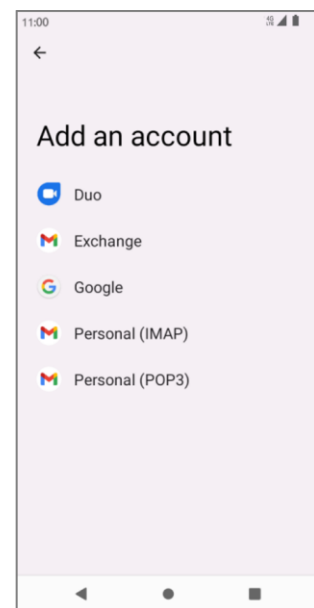 11:00
Add an account
Duo
Exchange
Google
Personal (IMAP)
Personal (POP3)